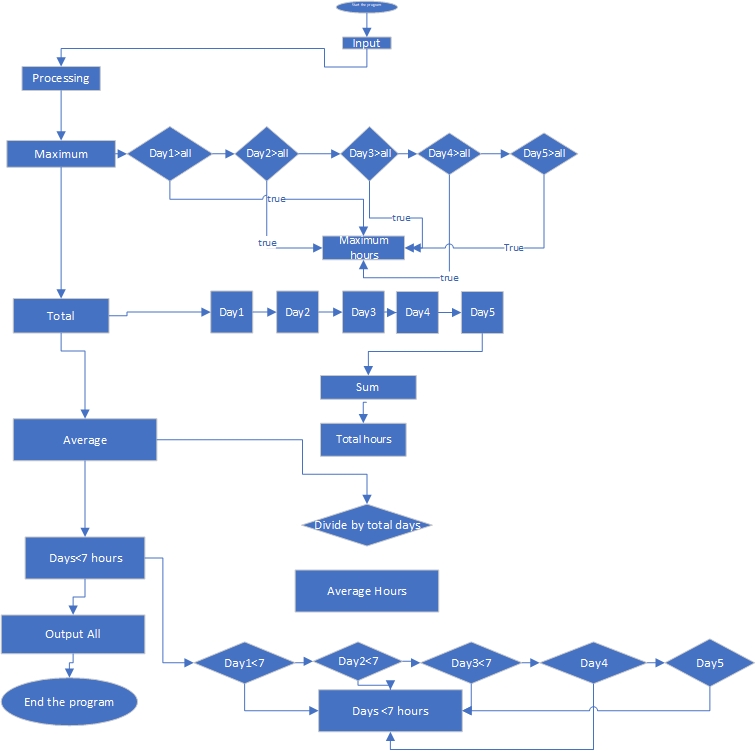 Start the program
Input
Processing
Maximum
Day1>all
Day2>all
Day3>all
Day4>all
Day5>all
true
true
true
True
true
Maximum
hours
Total
Day1
Day2
Day3
Day4
Day5
Sum
Total hours
Average
Divide by total days
Days<7 hours
Average Hours
Output All
Day1<7
Day2<7
Day3<7
Day4
Day5
End the program
Days <7 hours